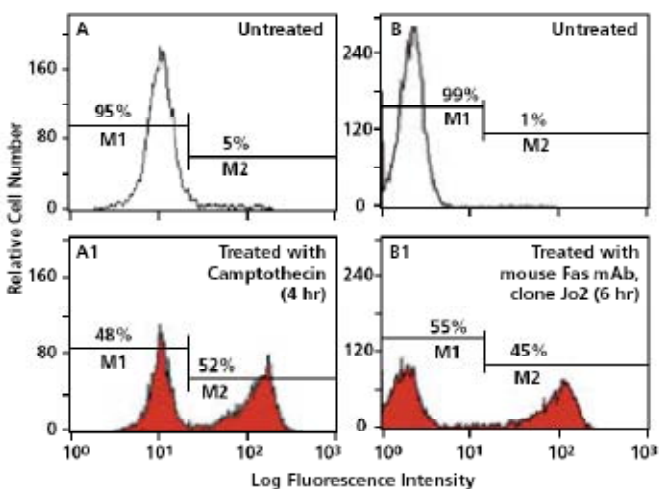 A Untreated
160
95%
M1
80
5%
M2
0
B Untreated
240
99%
M1
1%
120
M2
0
Relative Cell Number
A1 Treated with
Camptothecin
(4 hr)
160
48%
M1
80
52%
M2
0
10⁰ 10¹ 10² 10³
B1 Treated with
mouse Fas mAb,
clone Jo2 (6 hr)
240
55%
M1
120
45%
M2
0
10⁰ 10¹ 10² 10³
Log Fluorescence Intensity